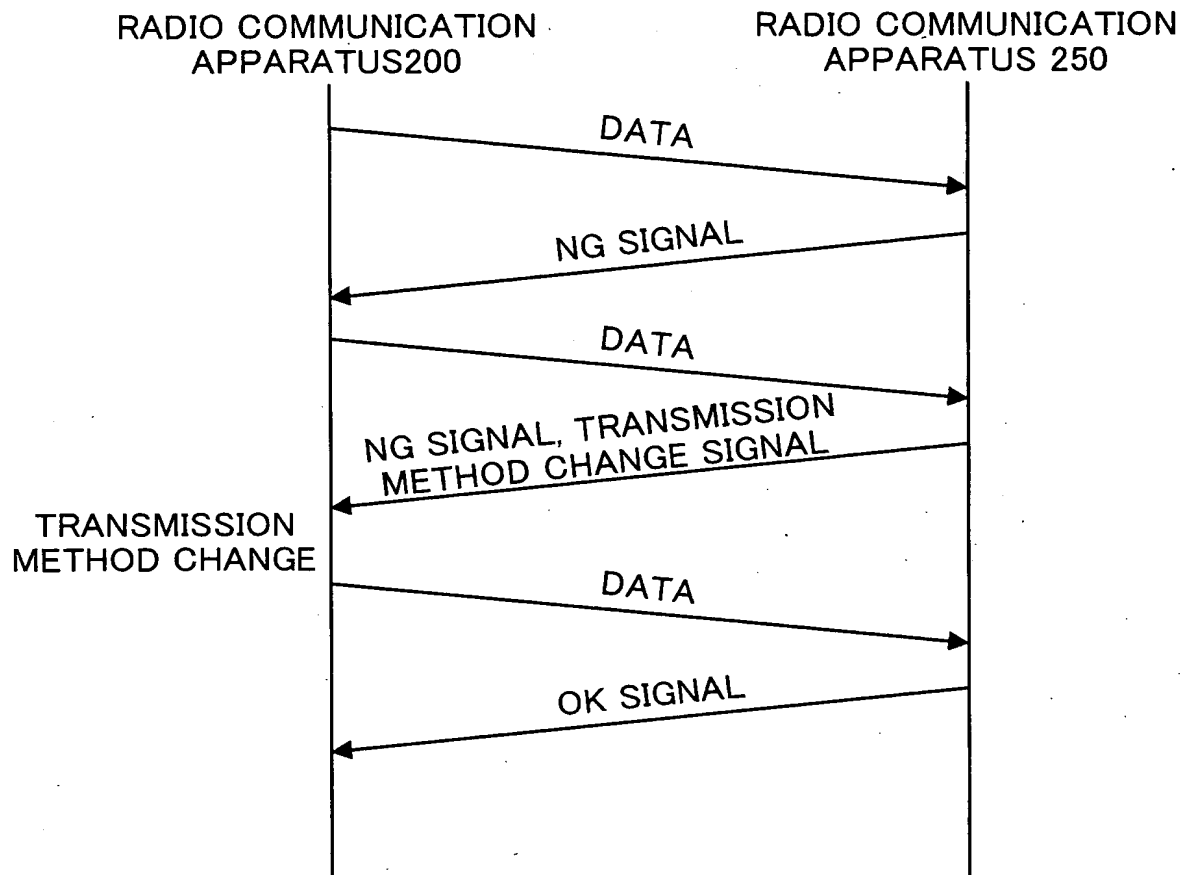 RADIO COMMUNICATION
APPARATUS200
RADIO COMMUNICATION
APPARATUS 250
DATA
NG SIGNAL
DATA
NG SIGNAL, TRANSMISSION
METHOD CHANGE SIGNAL
TRANSMISSION
METHOD CHANGE
DATA
OK SIGNAL